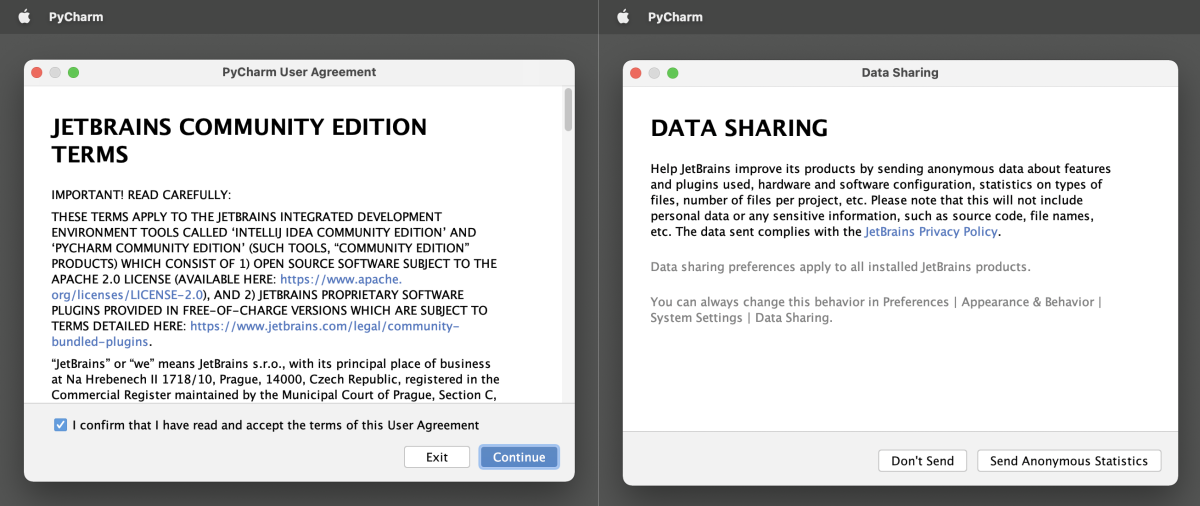 PyCharm
PyCharm User Agreement
JETBRAINS COMMUNITY EDITION
TERMS
IMPORTANT! READ CAREFULLY:
THESE TERMS APPLY TO THE JETBRAINS INTEGRATED DEVELOPMENT
ENVIRONMENT TOOLS CALLED ‘INTELLIJ IDEA COMMUNITY EDITION’ AND
‘PYCHARM COMMUNITY EDITION’ (SUCH TOOLS, “COMMUNITY EDITION”
PRODUCTS) WHICH CONSIST OF 1) OPEN SOURCE SOFTWARE SUBJECT TO THE
APACHE 2.0 LICENSE (AVAILABLE HERE: https://www.apache.
org/licenses/LICENSE-2.0), AND 2) JETBRAINS PROPRIETARY SOFTWARE
PLUGINS PROVIDED IN FREE-OF-CHARGE VERSIONS WHICH ARE SUBJECT TO
TERMS DETAILED HERE: https://www.jetbrains.com/legal/community-
bundled-plugins.
“JetBrains” or “we” means JetBrains s.r.o., with its principal place of business
at Na Hrebenech II 1718/10, Prague, 14000, Czech Republic, registered in the
Commercial Register maintained by the Municipal Court of Prague, Section C,
I confirm that I have read and accept the terms of this User Agreement
Exit
Continue
PyCharm
Data Sharing
DATA SHARING
Help JetBrains improve its products by sending anonymous data about features
and plugins used, hardware and software configuration, statistics on types of
files, number of files per project, etc. Please note that this will not include
personal data or any sensitive information, such as source code, file names,
etc. The data sent complies with the JetBrains Privacy Policy.
Data sharing preferences apply to all installed JetBrains products.
You can always change this behavior in Preferences | Appearance & Behavior |
System Settings | Data Sharing.
Don't Send
Send Anonymous Statistics